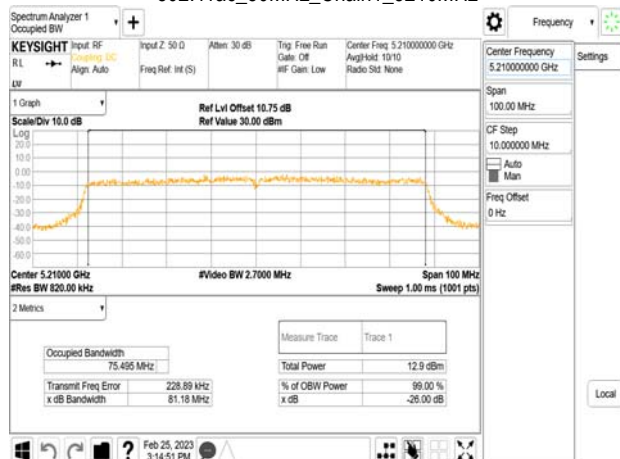 Spectrum Analyzer 1
Occupied BW
Frequency
KEYSIGHT
Input: RF
Coupling: DC
Align: Auto
Input Z: 50 Ω
Freq Ref: Int (S)
Atten: 30 dB
Trig: Free Run
Gate: Off
#IF Gain: Low
Center Freq: 5.210000000 GHz
Avg|Hold: 10/10
Radio Std: None
RL
LW
Center Frequency
5.210000000 GHz
Settings
Span
100.00 MHz
CF Step
10.000000 MHz
Auto
Man
Freq Offset
0 Hz
1 Graph
Scale/Div 10.0 dB
Ref Lvl Offset 10.75 dB
Ref Value 30.00 dBm
Log
20.0
10.0
0.00
-10.0
-20.0
-30.0
-40.0
-50.0
-60.0
Center 5.21000 GHz
#Video BW 2.7000 MHz
Span 100 MHz
#Res BW 820.00 kHz
Sweep 1.00 ms (1001 pts)
2 Metrics
Measure Trace
Trace 1
Occupied Bandwidth
75.495 MHz
Total Power
12.9 dBm
Transmit Freq Error
228.89 kHz
% of OBW Power
99.00 %
x dB Bandwidth
81.18 MHz
x dB
-26.00 dB
Local
Feb 25, 2023
3:14:51 PM